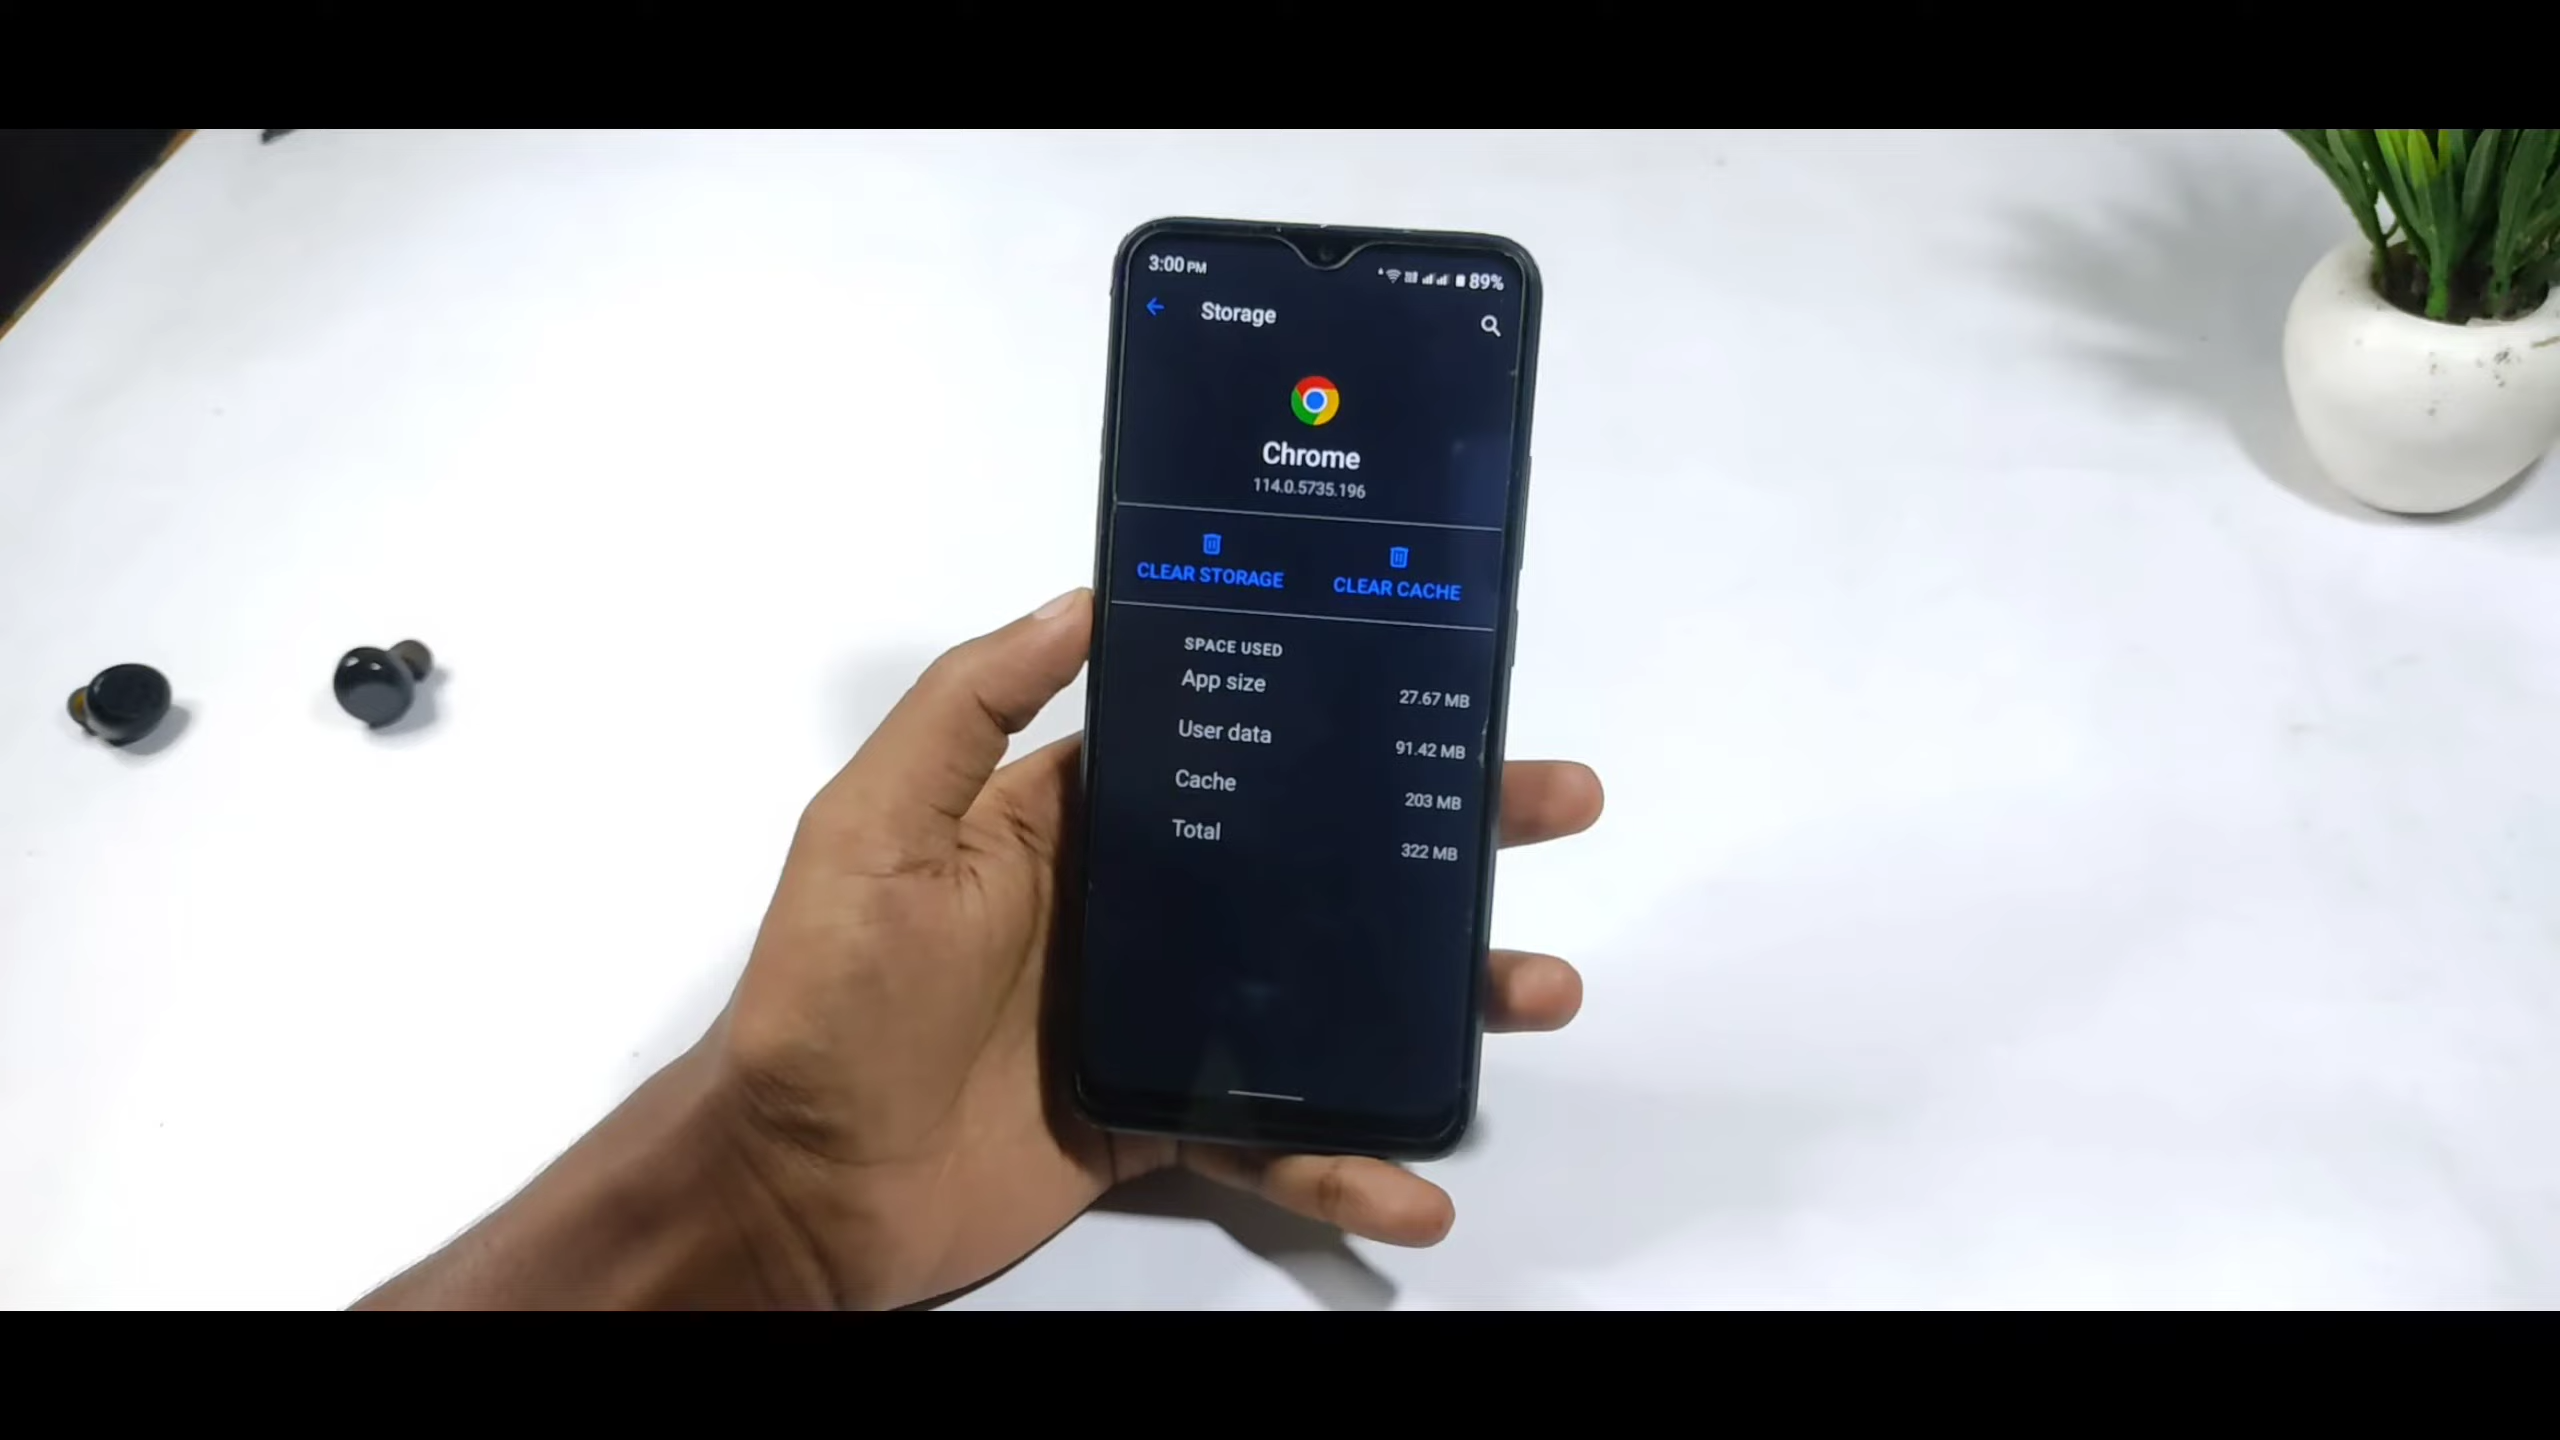 3:00 PM
89%
Storage
Chrome
114.0.5735.196
CLEAR STORAGE
CLEAR CACHE
SPACE USED
App size
27.67 MB
User data
91.42 MB
Cache
203 MB
Total
322 MB